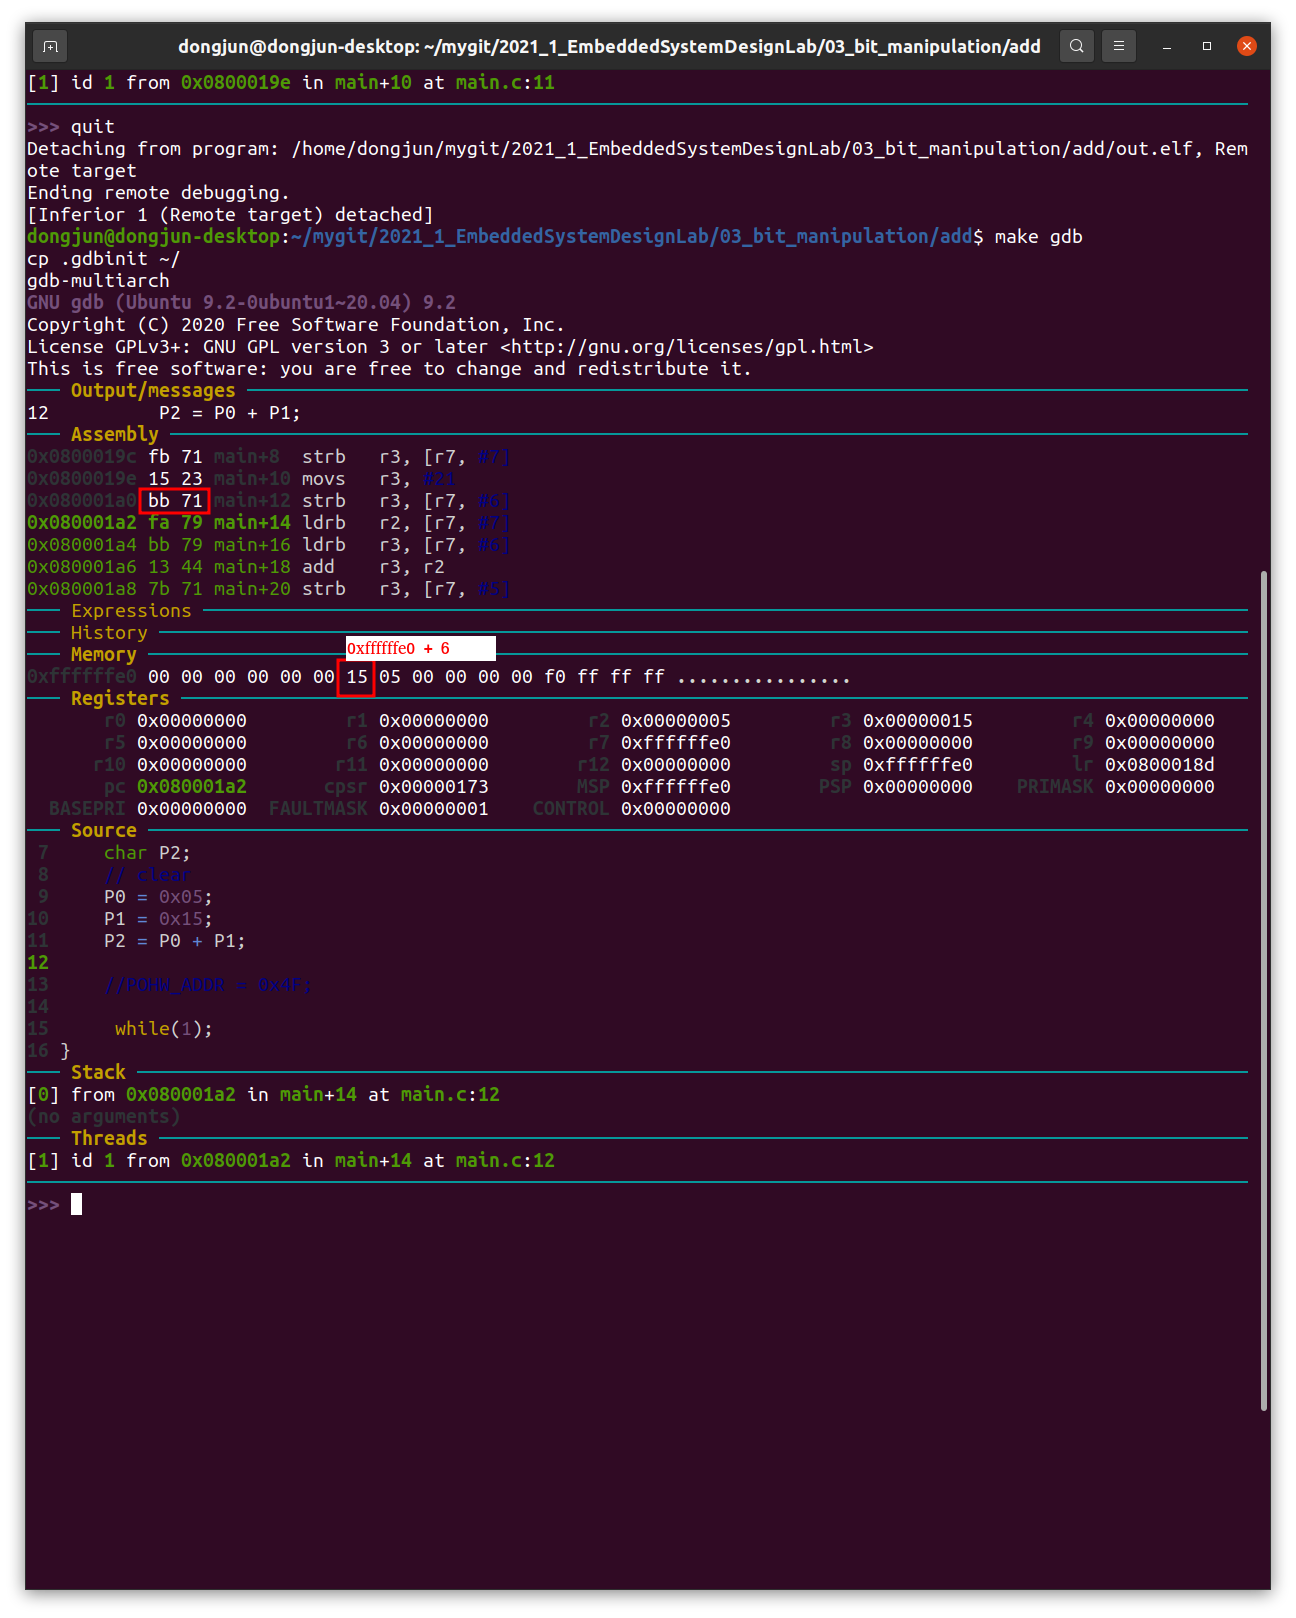 dongjun@dongjun-desktop: ~/mygit/2021_1_EmbeddedSystemDesignLab/03_bit_manipulation/add
[1] id 1 from 0x0800019e in main+10 at main.c:11
>>> quit
Detaching from program: /home/dongjun/mygit/2021_1_EmbeddedSystemDesignLab/03_bit_manipulation/add/out.elf, Rem
ote target
Ending remote debugging.
[Inferior 1 (Remote target) detached]
dongjun@dongjun-desktop:~/mygit/2021_1_EmbeddedSystemDesignLab/03_bit_manipulation/add$ make gdb
cp .gdbinit ~/
gdb-multiarch
GNU gdb (Ubuntu 9.2-0ubuntu1~20.04) 9.2
Copyright (C) 2020 Free Software Foundation, Inc.
License GPLv3+: GNU GPL version 3 or later <http://gnu.org/licenses/gpl.html>
This is free software: you are free to change and redistribute it.
Output/messages
12          P2 = P0 + P1;
Assembly
0x0800019c fb 71 main+8  strb   r3, [r7, #7]
0x0800019e 15 23 main+10 movs   r3, #21
0x080001a0 bb 71 main+12 strb   r3, [r7, #6]
0x080001a2 fa 79 main+14 ldrb   r2, [r7, #7]
0x080001a4 bb 79 main+16 ldrb   r3, [r7, #6]
0x080001a6 13 44 main+18 add    r3, r2
0x080001a8 7b 71 main+20 strb   r3, [r7, #5]
Expressions
History
0xffffffe0 + 6
Memory
0xffffffe0 00 00 00 00 00 00 15 05 00 00 00 00 f0 ff ff ff ................
Registers
r0 0x00000000 r1 0x00000000 r2 0x00000005 r3 0x00000015 r4 0x00000000
r5 0x00000000 r6 0x00000000 r7 0xffffffe0 r8 0x00000000 r9 0x00000000
r10 0x00000000 r11 0x00000000 r12 0x00000000 sp 0xffffffe0 lr 0x0800018d
pc 0x080001a2 cpsr 0x00000173 MSP 0xffffffe0 PSP 0x00000000 PRIMASK 0x00000000
BASEPRI 0x00000000 FAULTMASK 0x00000001 CONTROL 0x00000000
Source
7     char P2;
8     // clear
9     P0 = 0x05;
10     P1 = 0x15;
11     P2 = P0 + P1;
12
13     //P0HW_ADDR = 0x4F;
14
15      while(1);
16 }
Stack
[0] from 0x080001a2 in main+14 at main.c:12
(no arguments)
Threads
[1] id 1 from 0x080001a2 in main+14 at main.c:12
>>>